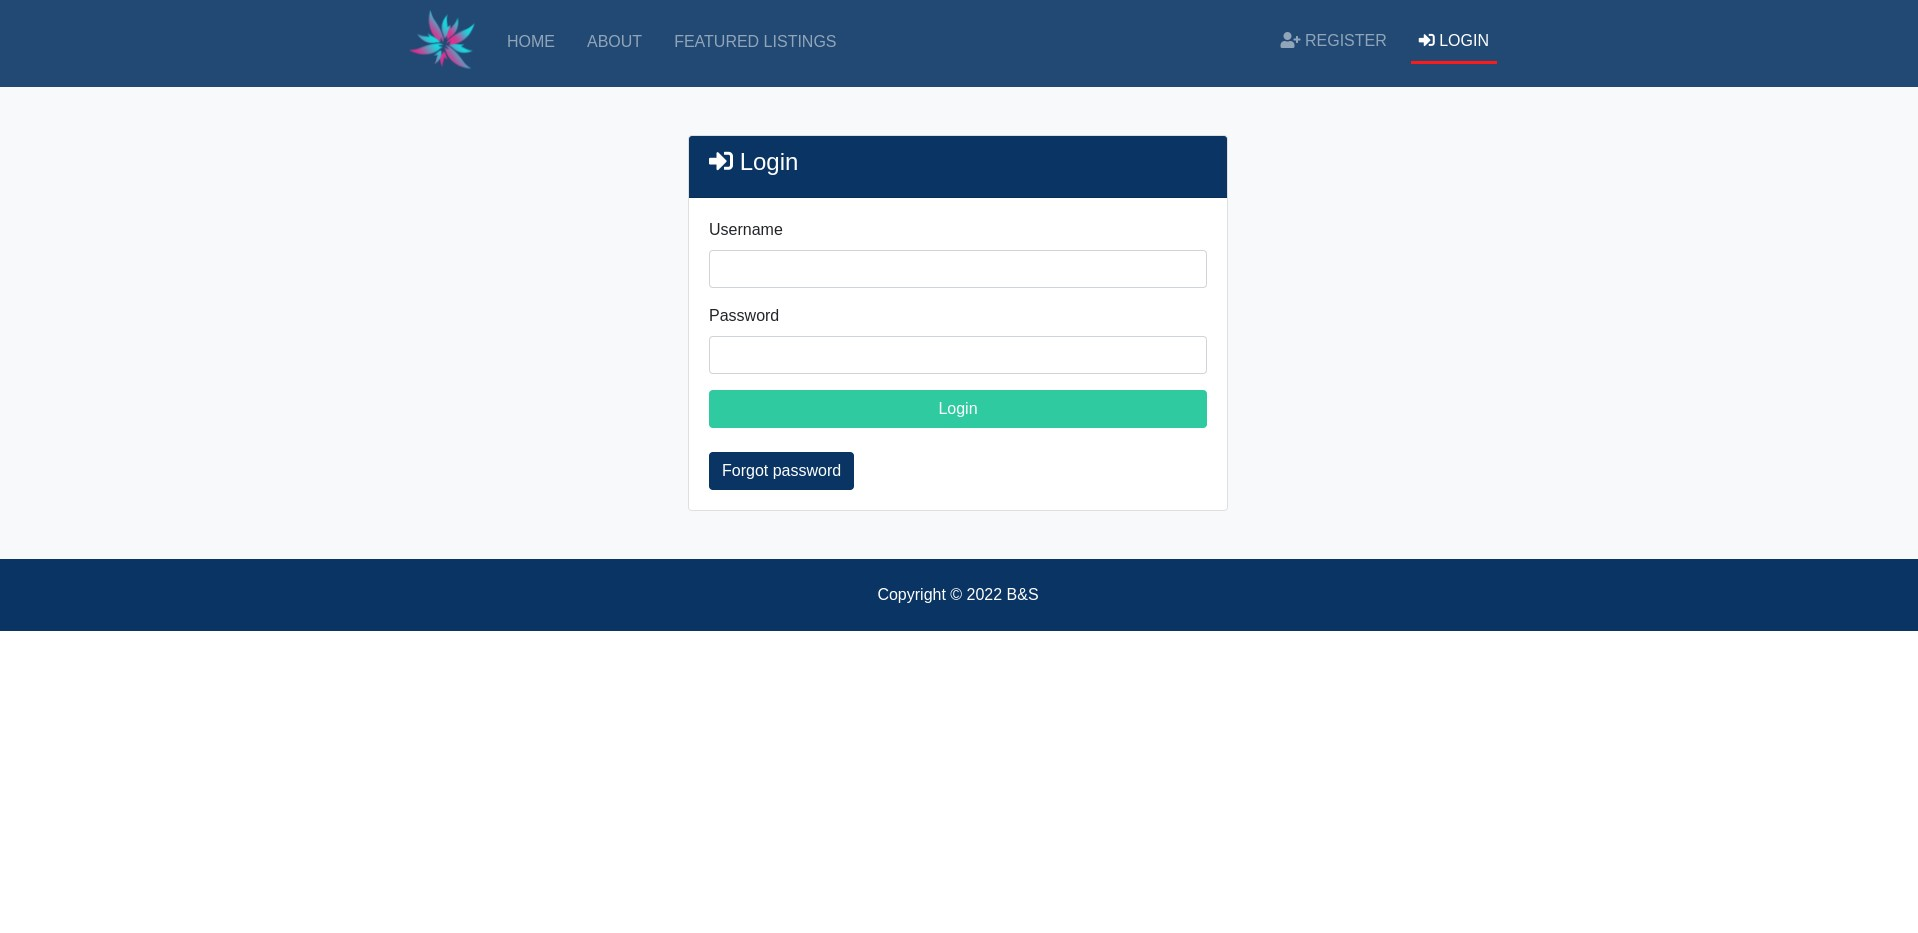 HOME ABOUT FEATURED LISTINGS REGISTER LOGIN
Login
Username
Password
Login
Forgot password
Copyright © 2022 B&S